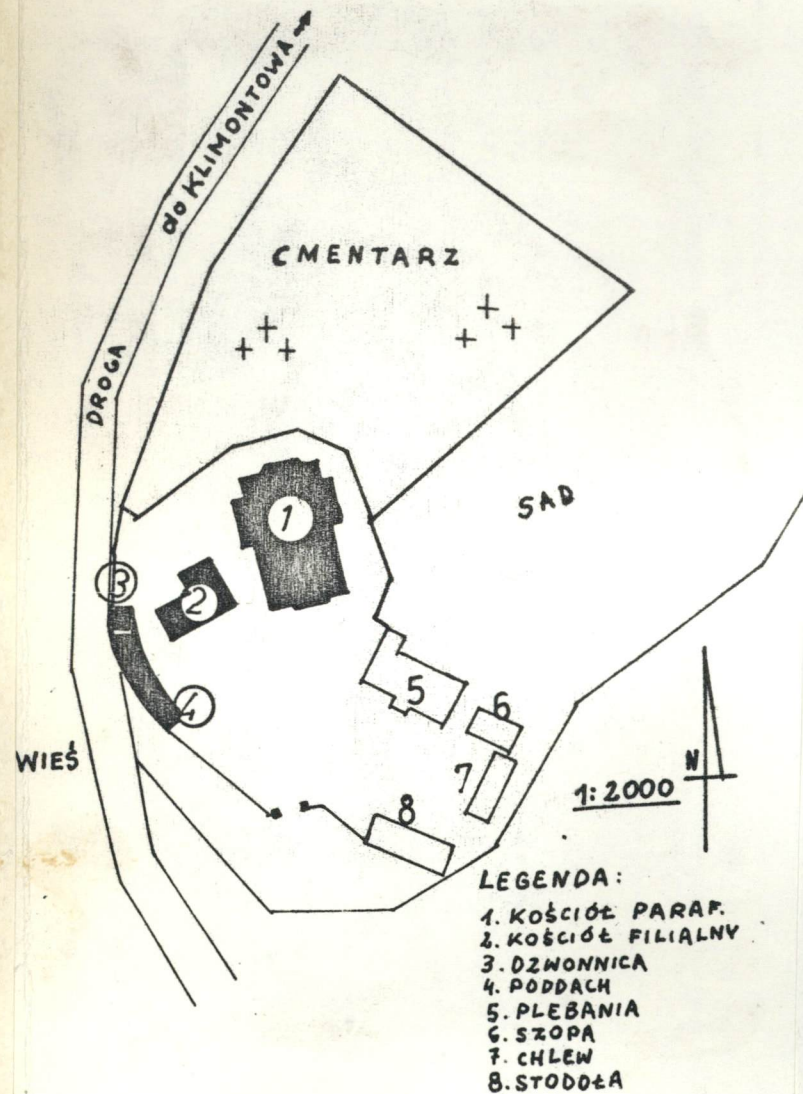 DROGA do KLIMONTOWA
CMENTARZ
SAD
1
2
3
4
5
6
7
8
WIEŚ
N
1:2000
LEGENDA:
1. KOŚCIÓŁ PARAF.
2. KOŚCIÓŁ FILIALNY
3. DZWONNICA
4. PODDACH
5. PLEBANIA
6. SZOPA
7. CHLEW
8. STODOŁA